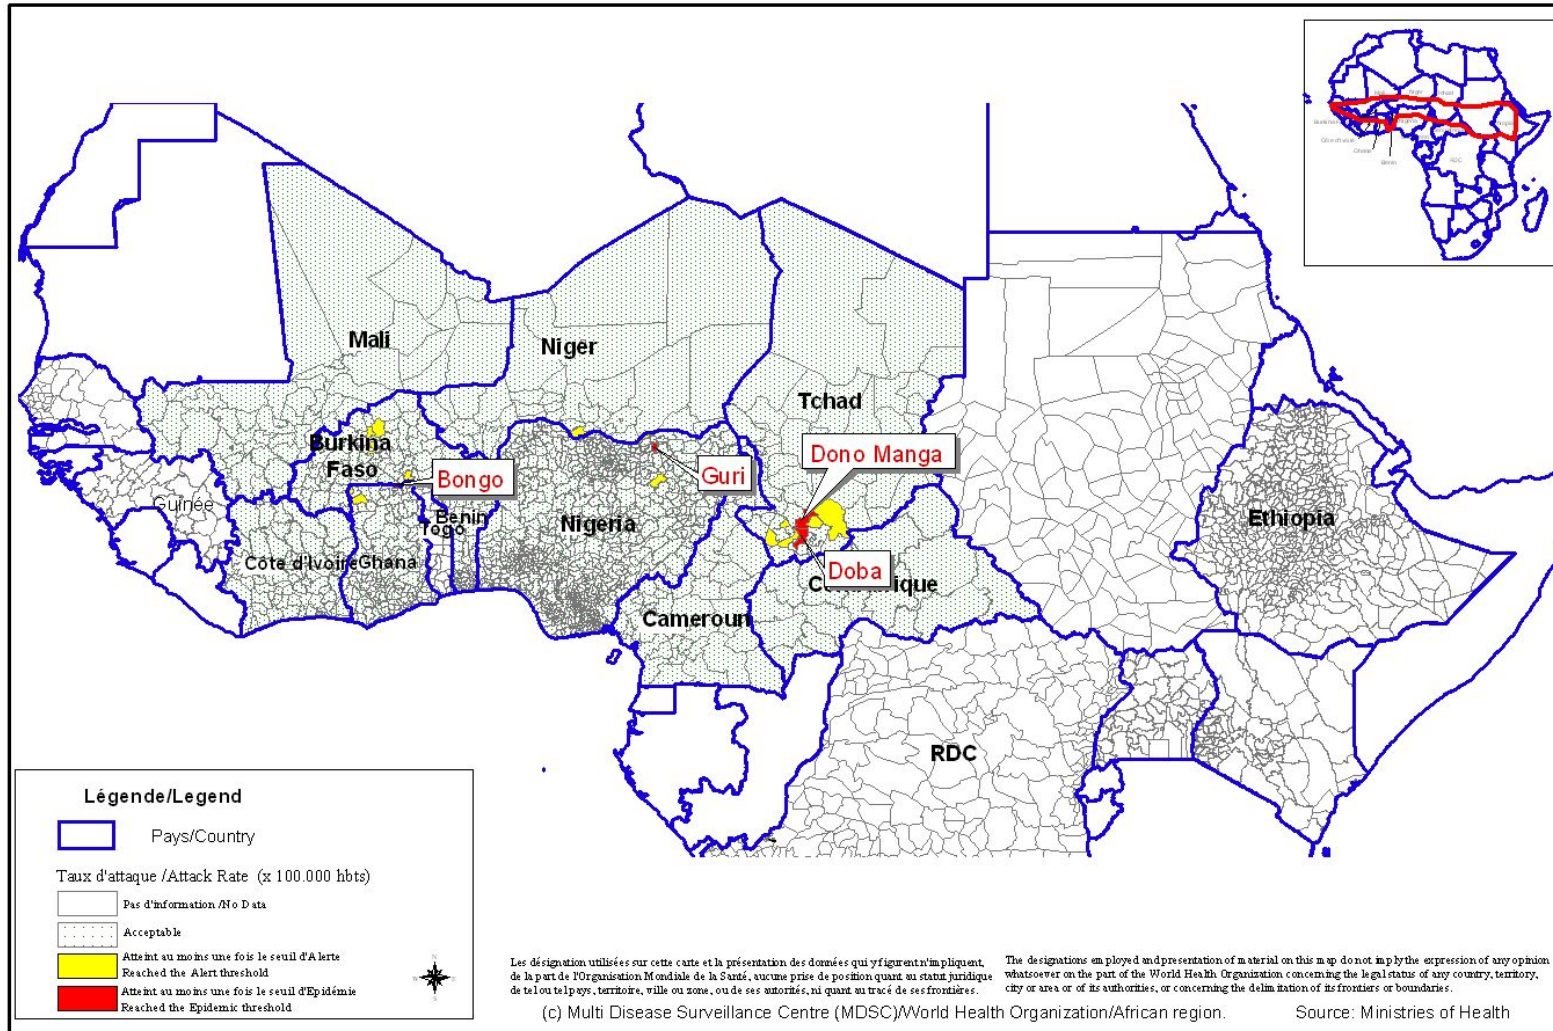 Mali
Niger
Tchad
Burkina
Faso
Dono Manga
Bongo
Guri
Guinée
Benin
Togo
Nigeria
Ethiopia
Côte d'Ivoire
Ghana
Doba
Cameroun
RDC
Mali
Niger
Tchad
Ghana
Benin
RDC
Légende/Legend
Pays/Country
Taux d'attaque /Attack Rate (x 100.000 hbts)
Pas d'information /No Data
Acceptable
Atteint au moins une fois le seuil d'Alerte
Reached the Alert threshold
Atteint au moins une fois le seuil d'Epidémie
Reached the Epidemic threshold
Les désignation utilisées sur cette carte et la présentation des données qui y figurent n'impliquent,
de la part de l'Organisation Mondiale de la Santé, aucune prise de position quant au statut juridique
de tel ou tel pays, territoire, ville ou zone, ou de ses autorités, ni quant au tracé de ses frontières.
The designations employed and presentation of material on this map do not imply the expression of any opinion
whatsoever on the part of the World Health Organization concerning the legal status of any country, territory,
city or area or of its authorities, or concerning the delimitation of its frontiers or boundaries.
(c) Multi Disease Surveillance Centre (MDSC)/World Health Organization/African region.
Source: Ministries of Health